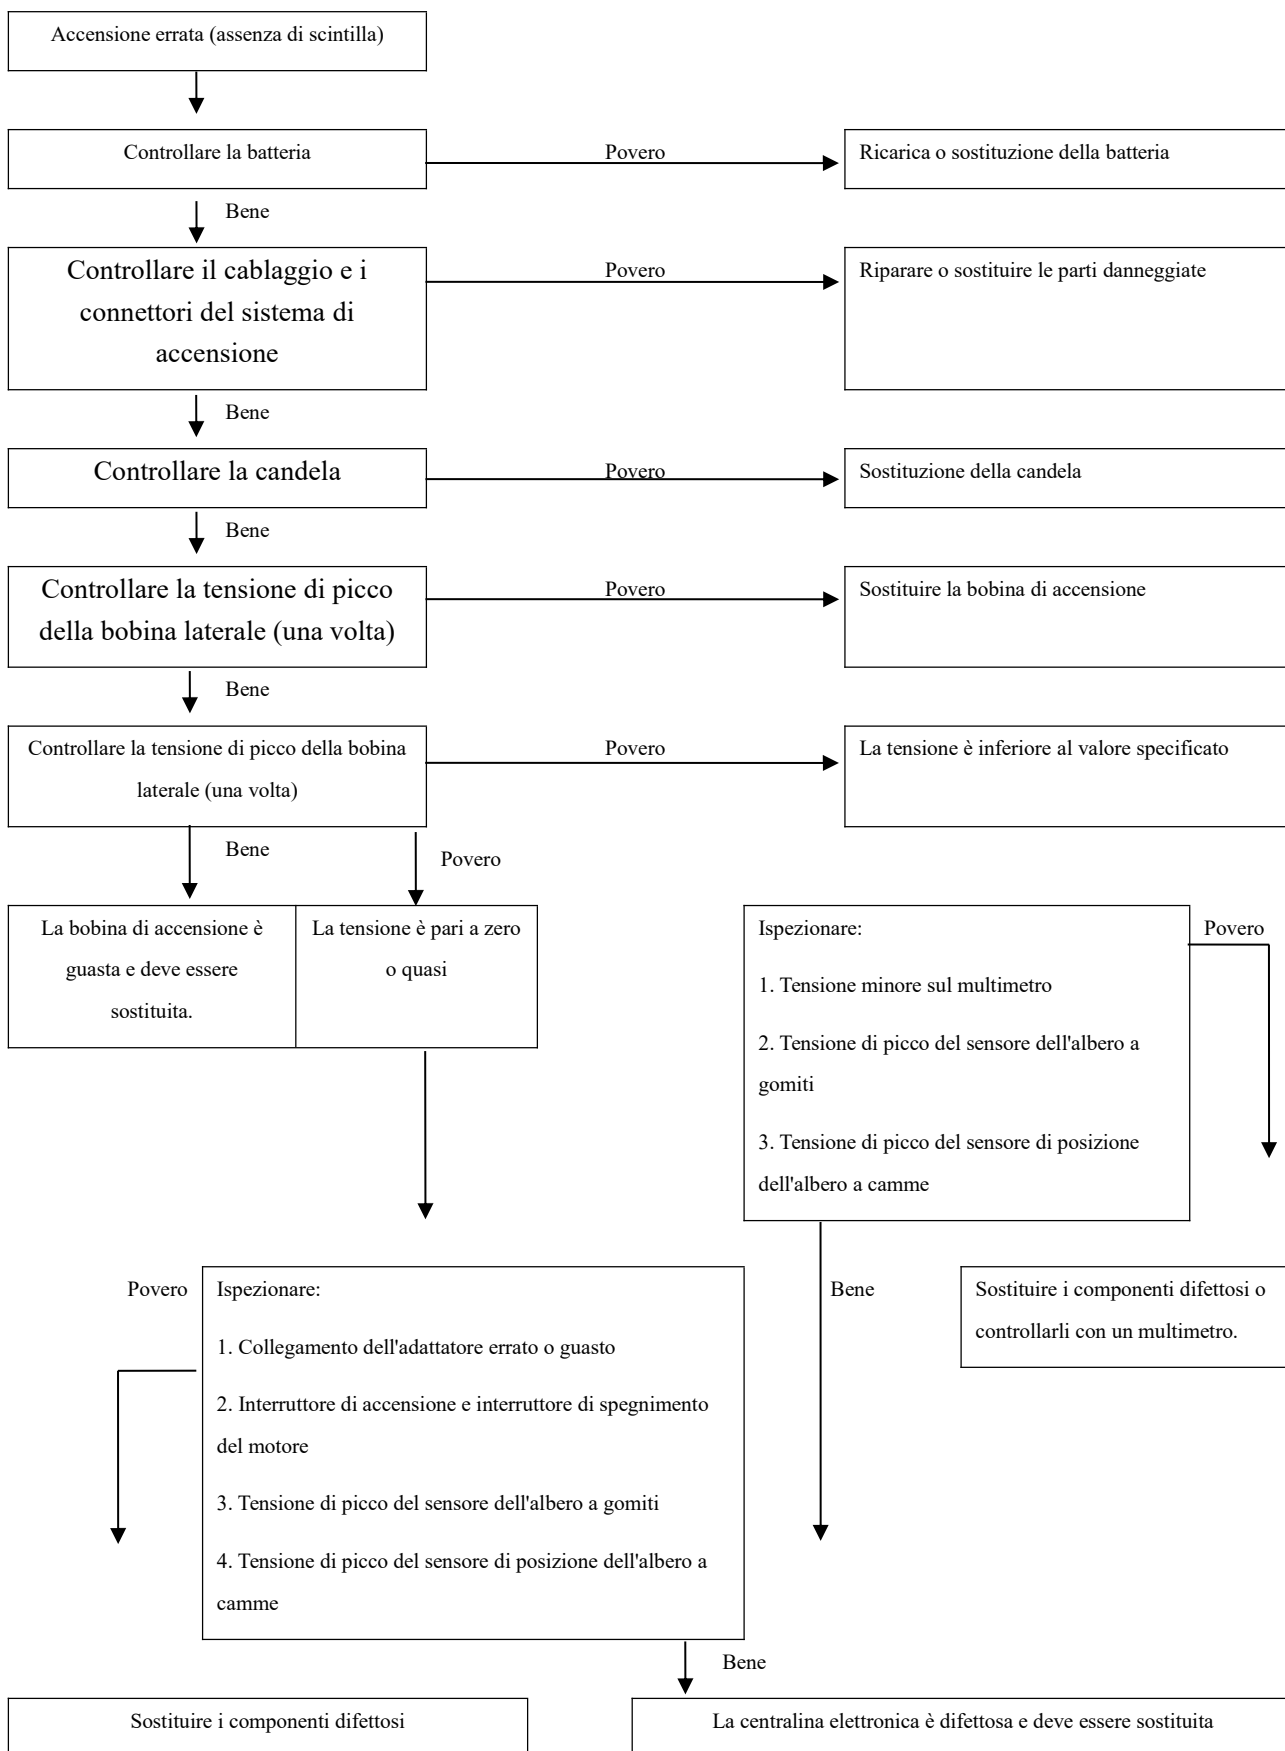 Accensione errata (assenza di scintilla)
Controllare la batteria
Povero
Ricarica o sostituzione della batteria
Bene
Controllare il cablaggio e i
connettori del sistema di
accensione
Povero
Riparare o sostituire le parti danneggiate
Bene
Controllare la candela
Povero
Sostituzione della candela
Bene
Controllare la tensione di picco
della bobina laterale (una volta)
Povero
Sostituire la bobina di accensione
Bene
Controllare la tensione di picco della bobina
laterale (una volta)
Povero
La tensione è inferiore al valore specificato
Bene
Povero
La bobina di accensione è
guasta e deve essere
sostituita.
La tensione è pari a zero
o quasi
Ispezionare:
1. Tensione minore sul multimetro
2. Tensione di picco del sensore dell'albero a
gomiti
3. Tensione di picco del sensore di posizione
dell'albero a camme
Povero
Povero
Ispezionare:
1. Collegamento dell'adattatore errato o guasto
2. Interruttore di accensione e interruttore di spegnimento
del motore
3. Tensione di picco del sensore dell'albero a gomiti
4. Tensione di picco del sensore di posizione dell'albero a
camme
Bene
Sostituire i componenti difettosi o
controllarli con un multimetro.
Bene
Sostituire i componenti difettosi
La centralina elettronica è difettosa e deve essere sostituita